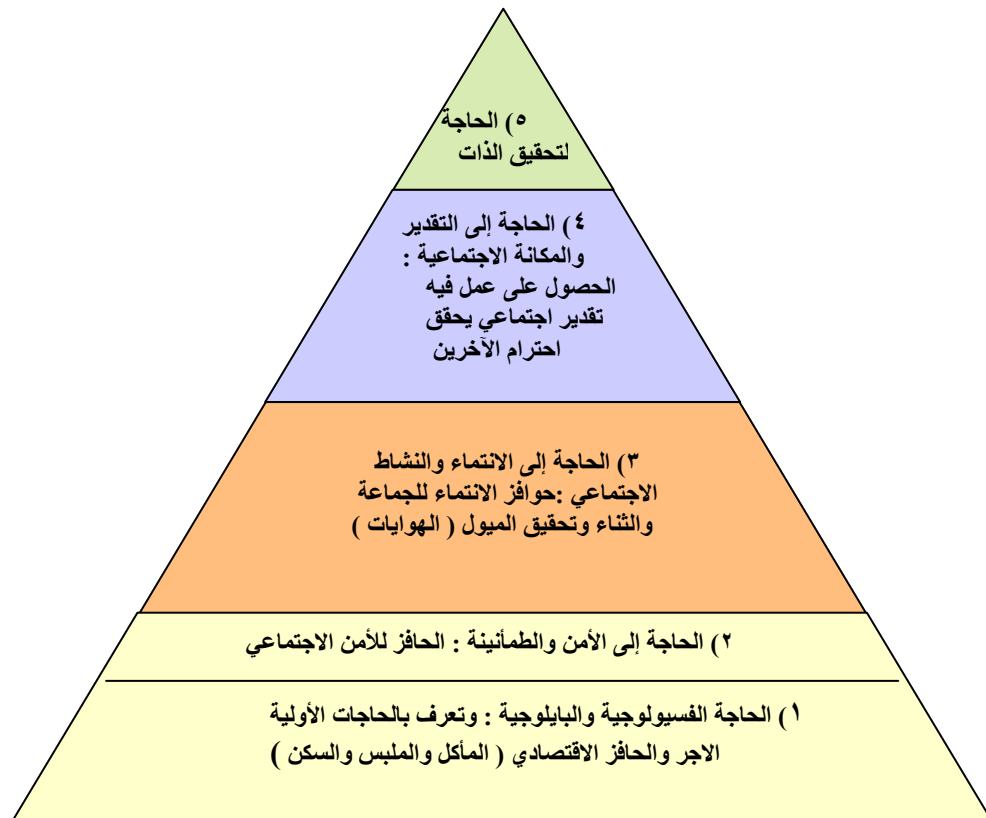 ٥) الحاجة
لتحقيق الذات
٤) الحاجة إلى التقدير
والمكانة الاجتماعية :
الحصول على عمل فيه
تقدير اجتماعي يحقق
احترام الآخرين
٣) الحاجة إلى الانتماء والنشاط
الاجتماعي :حوافز الانتماء للجماعة
والثناء وتحقيق الميول ( الهوايات )
٢) الحاجة إلى الأمن والطمأنينة : الحافز للأمن الاجتماعي
١) الحاجة الفسيولوجية والبايلوجية : وتعرف بالحاجات الأولية
الاجر والحافز الاقتصادي ( المأكل والملبس والسكن )